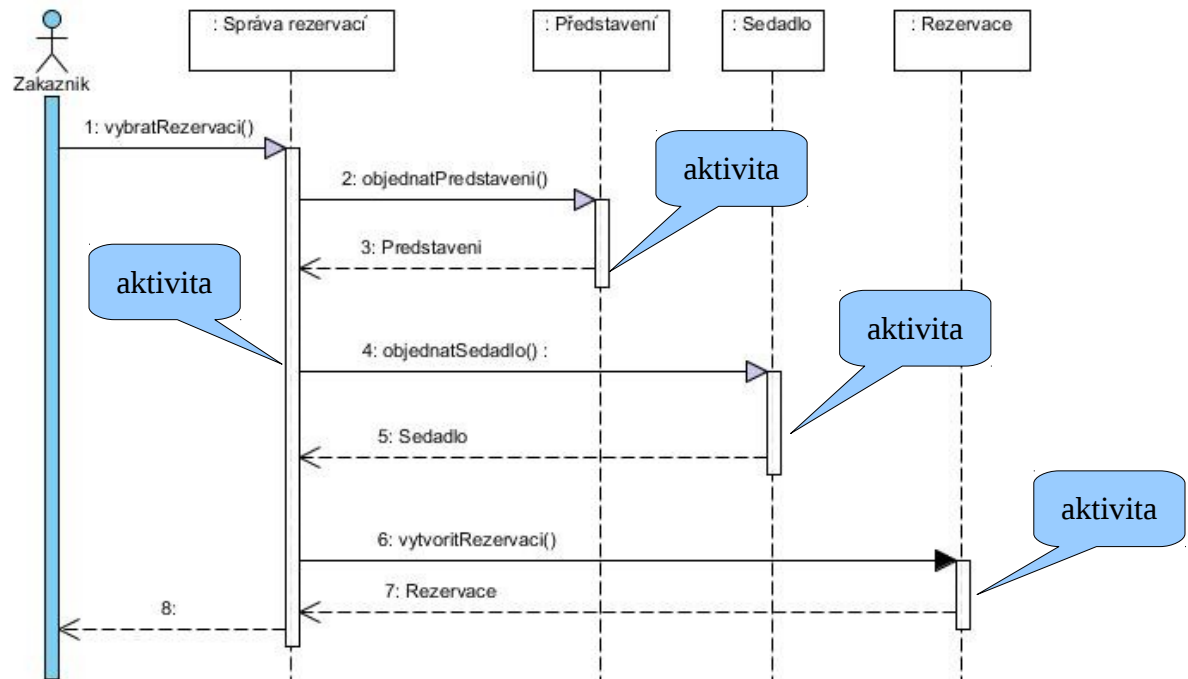 : Správa rezervací
: Představení
: Sedadlo
: Rezervace
Zakaznik
1: vybratRezervaci()
aktivita
2: objednatPredstaveni()
3: Predstaveni
aktivita
aktivita
4: objednatSedadlo() :
5: Sedadlo
aktivita
6: vytvoritRezervaci()
7: Rezervace
8: